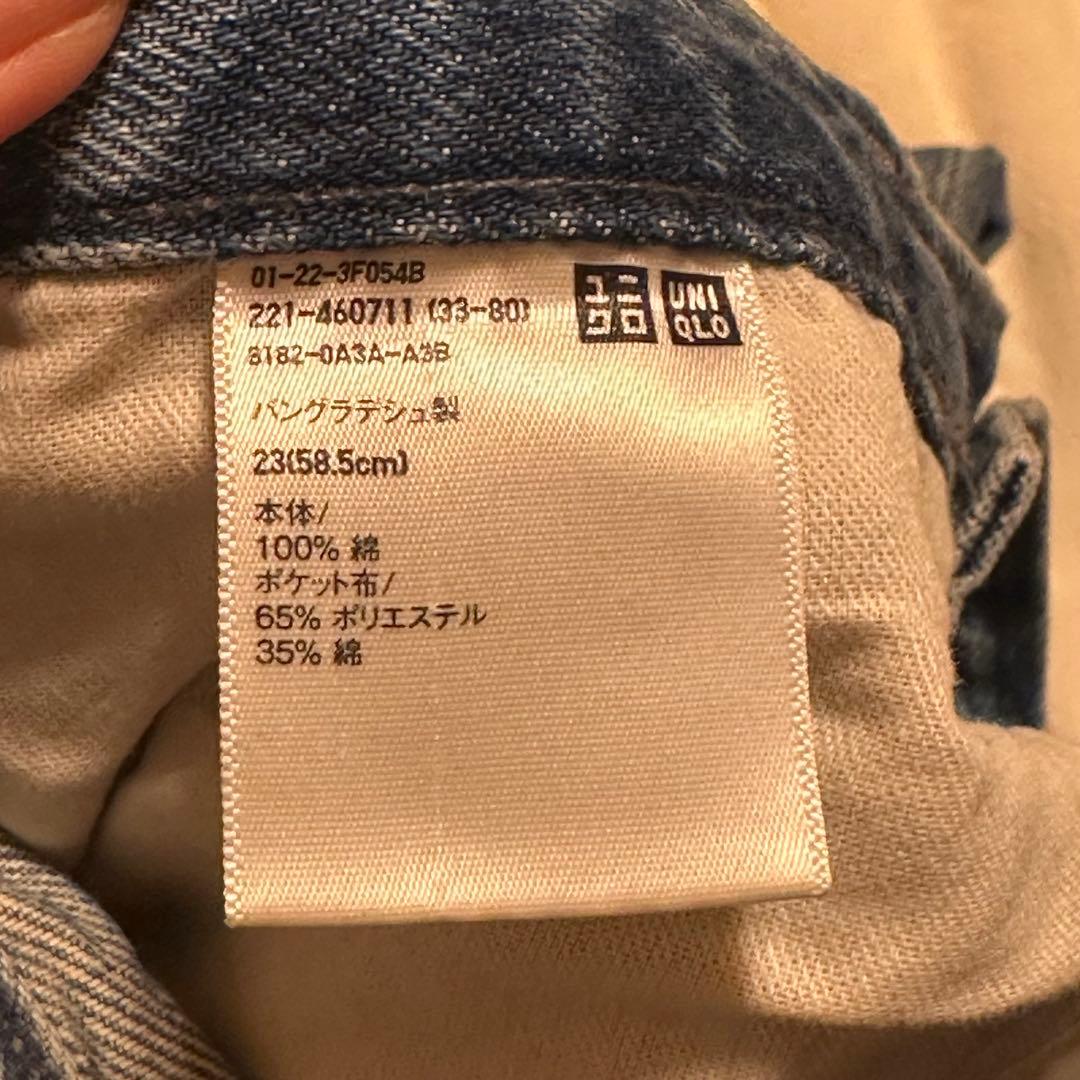 01-22-3F054B
221-460711 (33-80)
8182-0A3A-A3B
ユニ
クロ
UNI
QLO
バングラデシュ製
23(58.5cm)
本体/
100% 綿
ポケット布/
65% ポリエステル
35% 綿